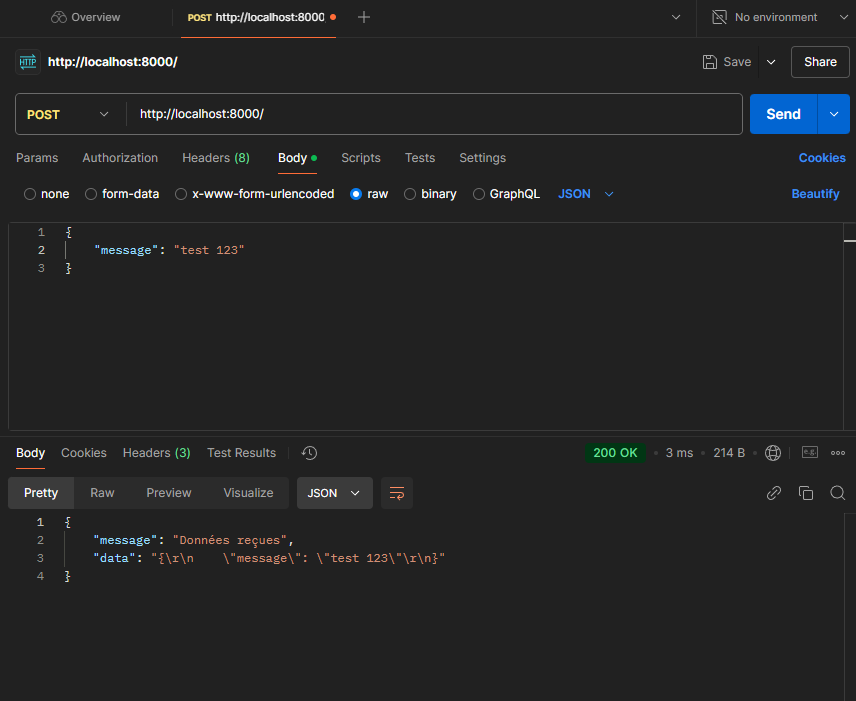 Overview POST http://localhost:8000 No environment
HTTP http://localhost:8000/ Save Share
POST http://localhost:8000/ Send
Params Authorization Headers (8) Body Scripts Tests Settings Cookies
none form-data x-www-form-urlencoded raw binary GraphQL JSON Beautify
1 {
2 "message": "test 123"
3 }
Body Cookies Headers (3) Test Results 200 OK 3 ms 214 B e.g.
Pretty Raw Preview Visualize JSON
1 {
2 "message": "Données reçues",
3 "data": "{\r\n    \"message\": \"test 123\"\r\n}"
4 }